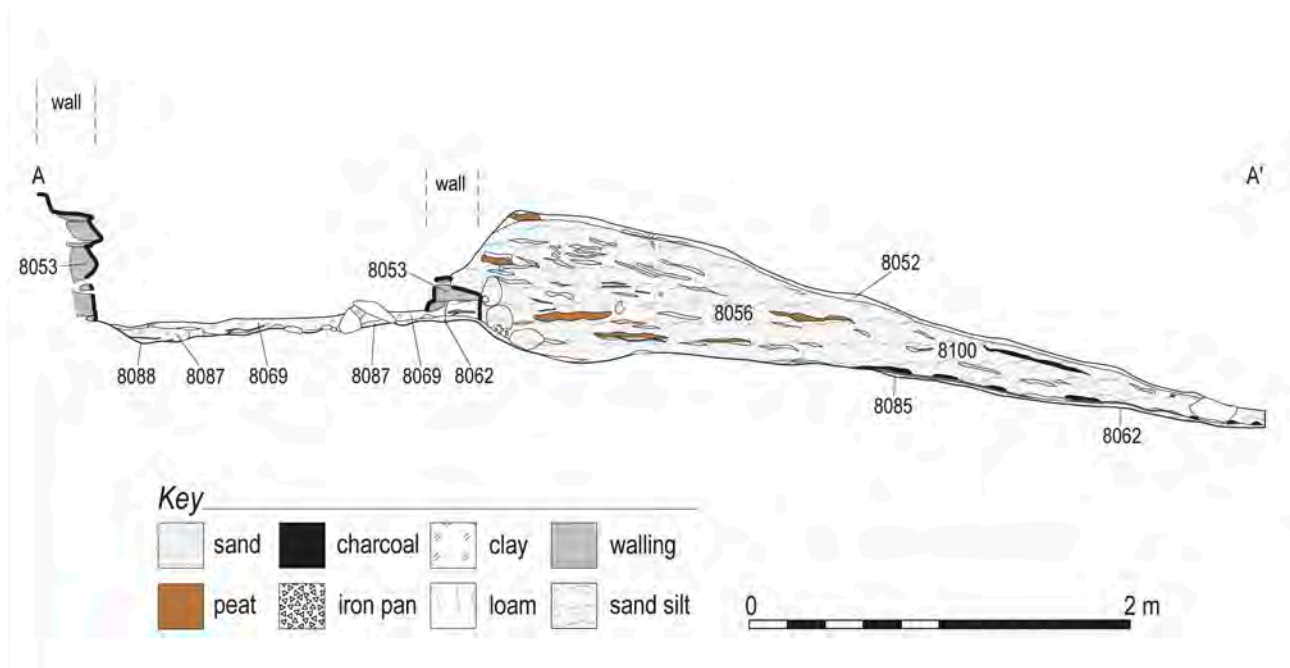 wall
A
wall
A'
8053
8053
8052
8056
8100
8088
8087
8069
8087
8069
8062
8085
8062
Key
sand
charcoal
clay
walling
peat
iron pan
loam
sand silt
0
2 m